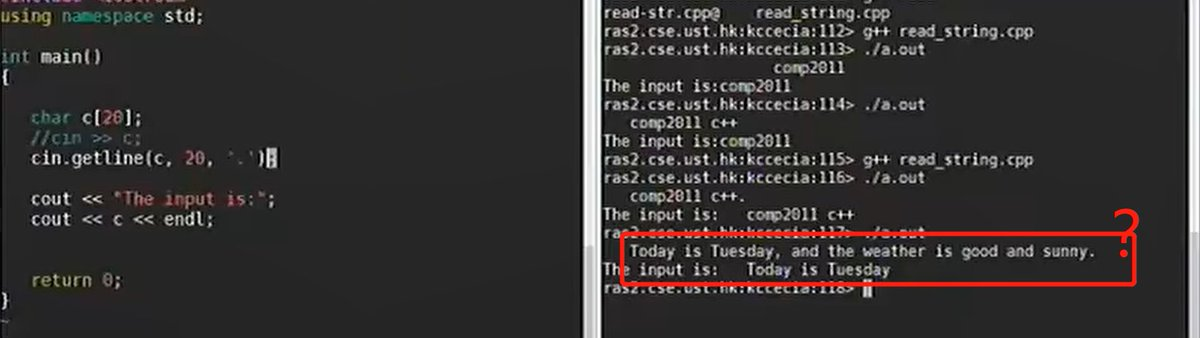 using namespace std;
int main()
{
char c[20];
//cin >> c;
cin.getline(c, 20, '.');
cout << "The input is:";
cout << c << endl;
return 0;
}
~
read-str.cpp@ read_string.cpp
ras2.cse.ust.hk:kccecia:112> g++ read_string.cpp
ras2.cse.ust.hk:kccecia:113> ./a.out
comp2011
The input is:comp2011
ras2.cse.ust.hk:kccecia:114> ./a.out
comp2011 c++
The input is:comp2011
ras2.cse.ust.hk:kccecia:115> g++ read_string.cpp
ras2.cse.ust.hk:kccecia:116> ./a.out
comp2011 c++.
The input is: comp2011 c++
ras2.cse.ust.hk:kccecia:117> ./a.out
Today is Tuesday, and the weather is good and sunny.
The input is: Today is Tuesday
ras2.cse.ust.hk:kccecia:118>
?